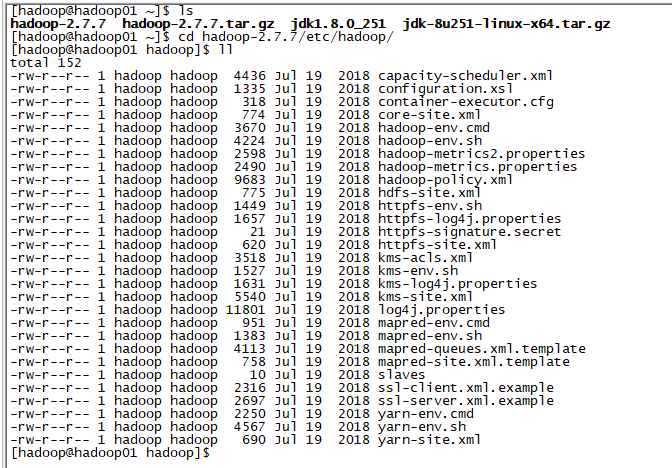 [hadoop@hadoop01 ~]$ ls
hadoop-2.7.7  hadoop-2.7.7.tar.gz  jdk1.8.0_251  jdk-8u251-linux-x64.tar.gz
[hadoop@hadoop01 ~]$ cd hadoop-2.7.7/etc/hadoop/
[hadoop@hadoop01 hadoop]$ ll
total 152
-rw-r--r-- 1 hadoop hadoop  4436 Jul 19  2018 capacity-scheduler.xml
-rw-r--r-- 1 hadoop hadoop  1335 Jul 19  2018 configuration.xsl
-rw-r--r-- 1 hadoop hadoop   318 Jul 19  2018 container-executor.cfg
-rw-r--r-- 1 hadoop hadoop   774 Jul 19  2018 core-site.xml
-rw-r--r-- 1 hadoop hadoop  3670 Jul 19  2018 hadoop-env.cmd
-rw-r--r-- 1 hadoop hadoop  4224 Jul 19  2018 hadoop-env.sh
-rw-r--r-- 1 hadoop hadoop  2598 Jul 19  2018 hadoop-metrics2.properties
-rw-r--r-- 1 hadoop hadoop  2490 Jul 19  2018 hadoop-metrics.properties
-rw-r--r-- 1 hadoop hadoop  9683 Jul 19  2018 hadoop-policy.xml
-rw-r--r-- 1 hadoop hadoop   775 Jul 19  2018 hdfs-site.xml
-rw-r--r-- 1 hadoop hadoop  1449 Jul 19  2018 httpfs-env.sh
-rw-r--r-- 1 hadoop hadoop  1657 Jul 19  2018 httpfs-log4j.properties
-rw-r--r-- 1 hadoop hadoop    21 Jul 19  2018 httpfs-signature.secret
-rw-r--r-- 1 hadoop hadoop   620 Jul 19  2018 httpfs-site.xml
-rw-r--r-- 1 hadoop hadoop  3518 Jul 19  2018 kms-acls.xml
-rw-r--r-- 1 hadoop hadoop  1527 Jul 19  2018 kms-env.sh
-rw-r--r-- 1 hadoop hadoop  1631 Jul 19  2018 kms-log4j.properties
-rw-r--r-- 1 hadoop hadoop  5540 Jul 19  2018 kms-site.xml
-rw-r--r-- 1 hadoop hadoop 11801 Jul 19  2018 log4j.properties
-rw-r--r-- 1 hadoop hadoop   951 Jul 19  2018 mapred-env.cmd
-rw-r--r-- 1 hadoop hadoop  1383 Jul 19  2018 mapred-env.sh
-rw-r--r-- 1 hadoop hadoop  4113 Jul 19  2018 mapred-queues.xml.template
-rw-r--r-- 1 hadoop hadoop   758 Jul 19  2018 mapred-site.xml.template
-rw-r--r-- 1 hadoop hadoop    10 Jul 19  2018 slaves
-rw-r--r-- 1 hadoop hadoop  2316 Jul 19  2018 ssl-client.xml.example
-rw-r--r-- 1 hadoop hadoop  2697 Jul 19  2018 ssl-server.xml.example
-rw-r--r-- 1 hadoop hadoop  2250 Jul 19  2018 yarn-env.cmd
-rw-r--r-- 1 hadoop hadoop  4567 Jul 19  2018 yarn-env.sh
-rw-r--r-- 1 hadoop hadoop   690 Jul 19  2018 yarn-site.xml
[hadoop@hadoop01 hadoop]$